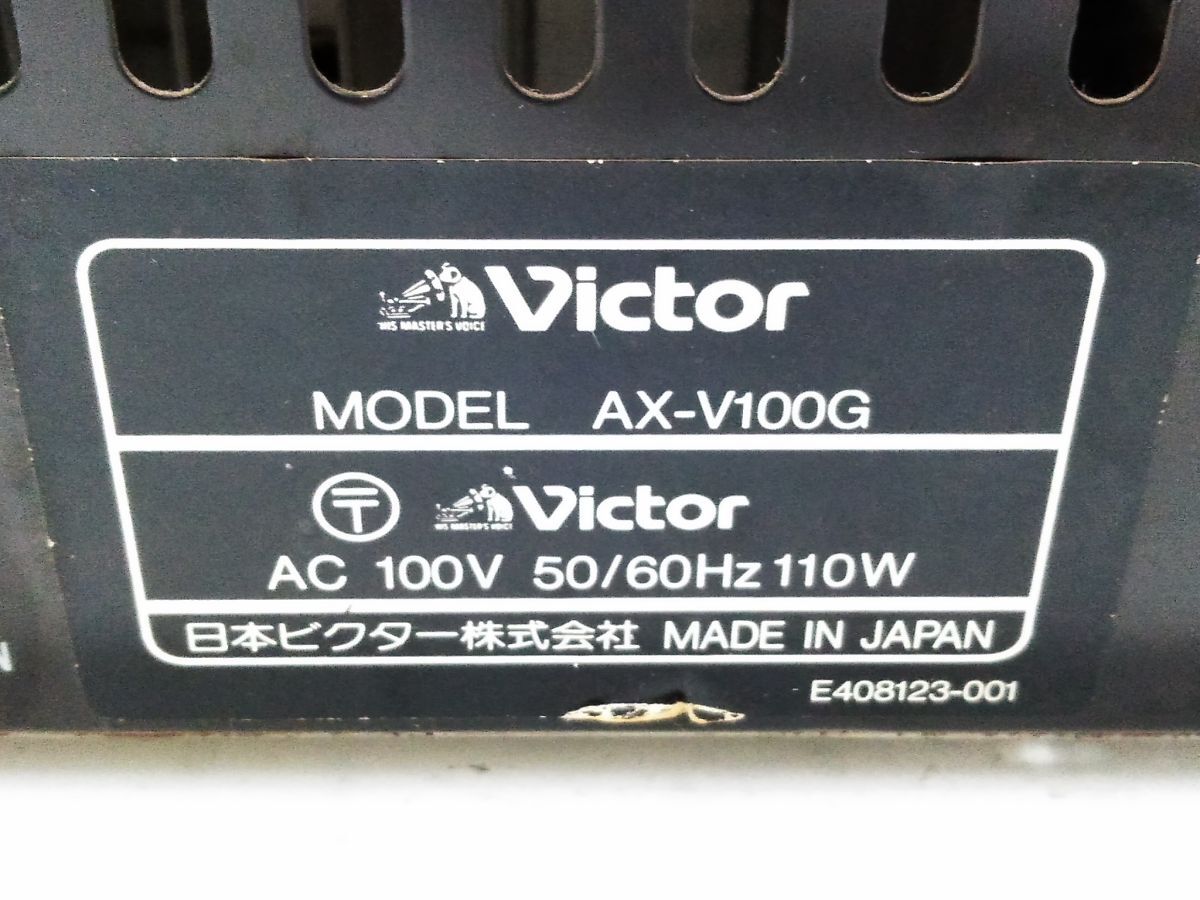 HIS MASTER'S VOICE Victor
MODEL AX-V100G
〒 HIS MASTER'S VOICE Victor
AC 100V 50/60Hz 110W
日本ビクター株式会社 MADE IN JAPAN
E408123-001
N